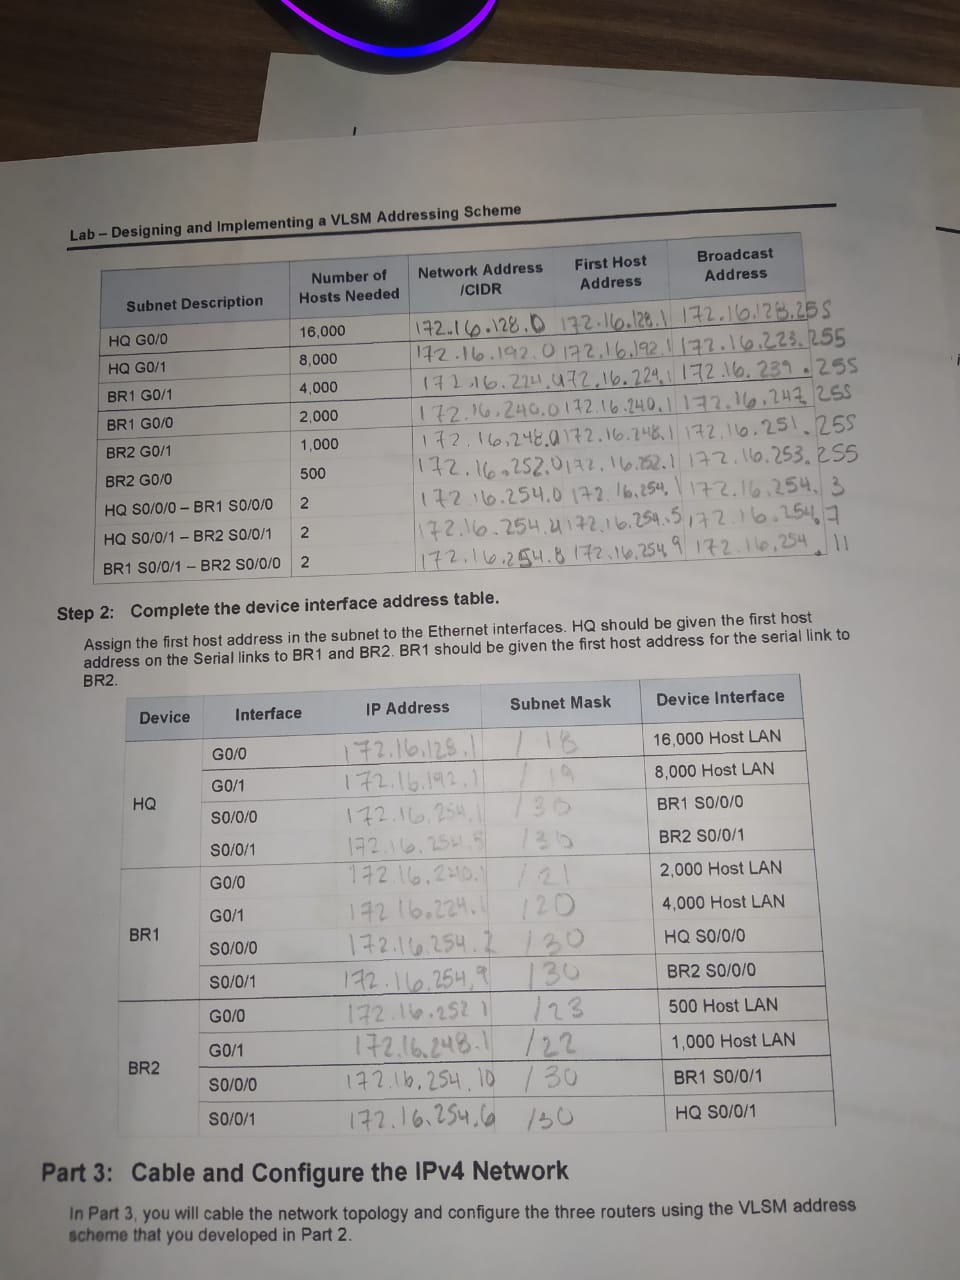 Lab – Designing and Implementing a VLSM Addressing Scheme
Subnet Description Number of Hosts Needed Network Address /CIDR First Host Address Broadcast Address
HQ G0/0 16,000 172.16.128.0 172.16.128.1 172.16.128.255
HQ G0/1 8,000 172.16.192.0 172.16.192.1 172.16.223.255
BR1 G0/1 4,000 172.16.224.0 172.16.224.1 172.16.239.255
BR1 G0/0 2,000 172.16.240.0 172.16.240.1 172.16.247.255
BR2 G0/1 1,000 172.16.248.0 172.16.248.1 172.16.251.255
BR2 G0/0 500 172.16.252.0 172.16.252.1 172.16.253.255
HQ S0/0/0 – BR1 S0/0/0 2 172.16.254.0 172.16.254.1 172.16.254.3
HQ S0/0/1 – BR2 S0/0/1 2 172.16.254.4 172.16.254.5 172.16.254.7
BR1 S0/0/1 – BR2 S0/0/0 2 172.16.254.8 172.16.254.9 172.16.254.11
Step 2: Complete the device interface address table.
Assign the first host address in the subnet to the Ethernet interfaces. HQ should be given the first host
address on the Serial links to BR1 and BR2. BR1 should be given the first host address for the serial link to
BR2.
Device Interface IP Address Subnet Mask Device Interface
HQ
G0/0 172.16.128.1 /18 16,000 Host LAN
G0/1 172.16.192.1 /19 8,000 Host LAN
S0/0/0 172.16.254.1 /30 BR1 S0/0/0
S0/0/1 172.16.254.5 /30 BR2 S0/0/1
BR1
G0/0 172.16.240.1 /21 2,000 Host LAN
G0/1 172.16.224.1 /20 4,000 Host LAN
S0/0/0 172.16.254.2 /30 HQ S0/0/0
S0/0/1 172.16.254.9 /30 BR2 S0/0/0
BR2
G0/0 172.16.252.1 /23 500 Host LAN
G0/1 172.16.248.1 /22 1,000 Host LAN
S0/0/0 172.16.254.10 /30 BR1 S0/0/1
S0/0/1 172.16.254.6 /30 HQ S0/0/1
Part 3: Cable and Configure the IPv4 Network
In Part 3, you will cable the network topology and configure the three routers using the VLSM address
scheme that you developed in Part 2.